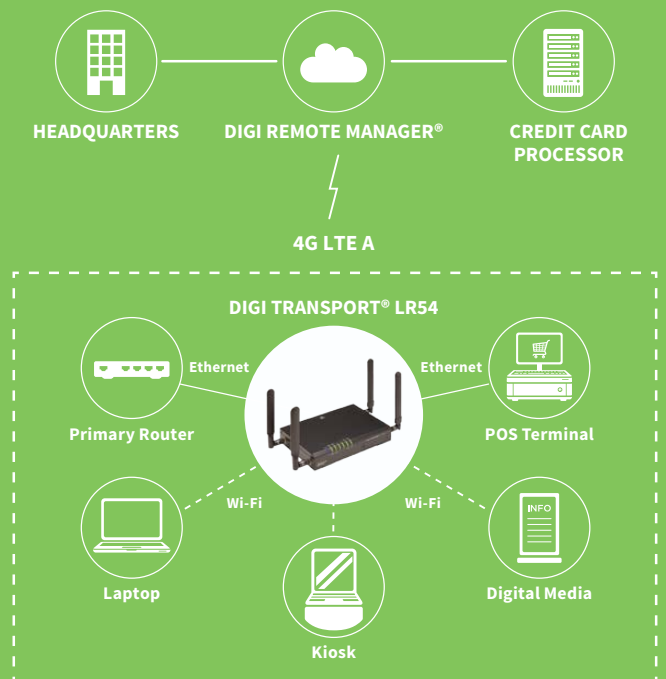 HEADQUARTERS
DIGI REMOTE MANAGER®
CREDIT CARD
PROCESSOR
4G LTE A
DIGI TRANSPORT® LR54
Ethernet
Ethernet
Primary Router
POS Terminal
Wi-Fi
Wi-Fi
INFO
Laptop
Digital Media
Kiosk